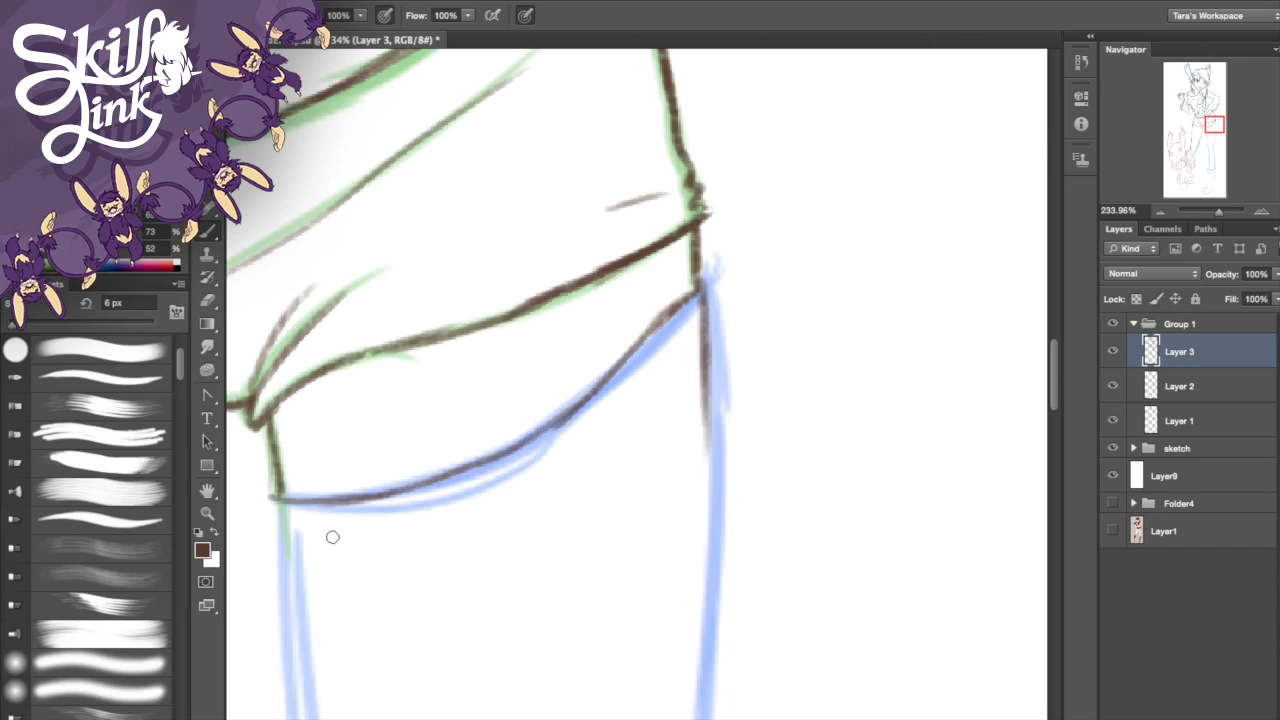 Skill
Link
100%
Flow: 100%
Tara's Workspace
34% (Layer 3, RGB/8#) *
Navigator
73 %
52 %
6 px
233.96%
Layers Channels Paths
Kind
Normal
Opacity: 100%
Lock:
Fill: 100%
Group 1
Layer 3
Layer 2
Layer 1
sketch
Layer9
Folder4
Layer1